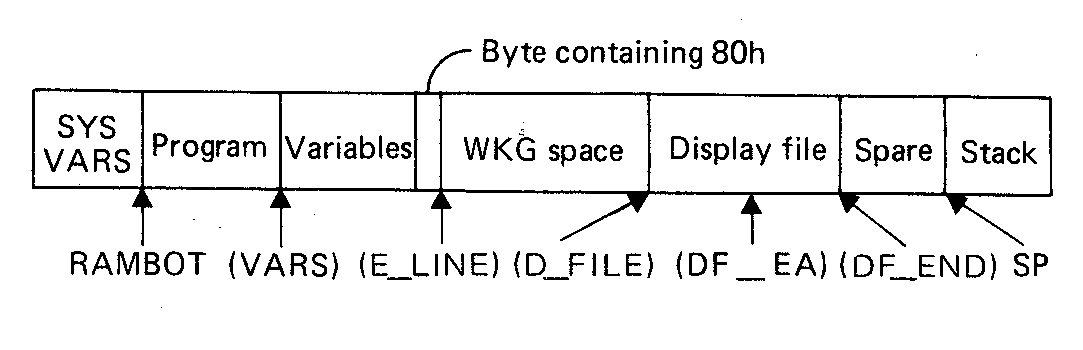 Byte containing 80h
SYS
VARS
Program
Variables
WKG space
Display file
Spare
Stack
RAMBOT (VARS) (E_LINE) (D_FILE) (DF_EA) (DF_END) SP